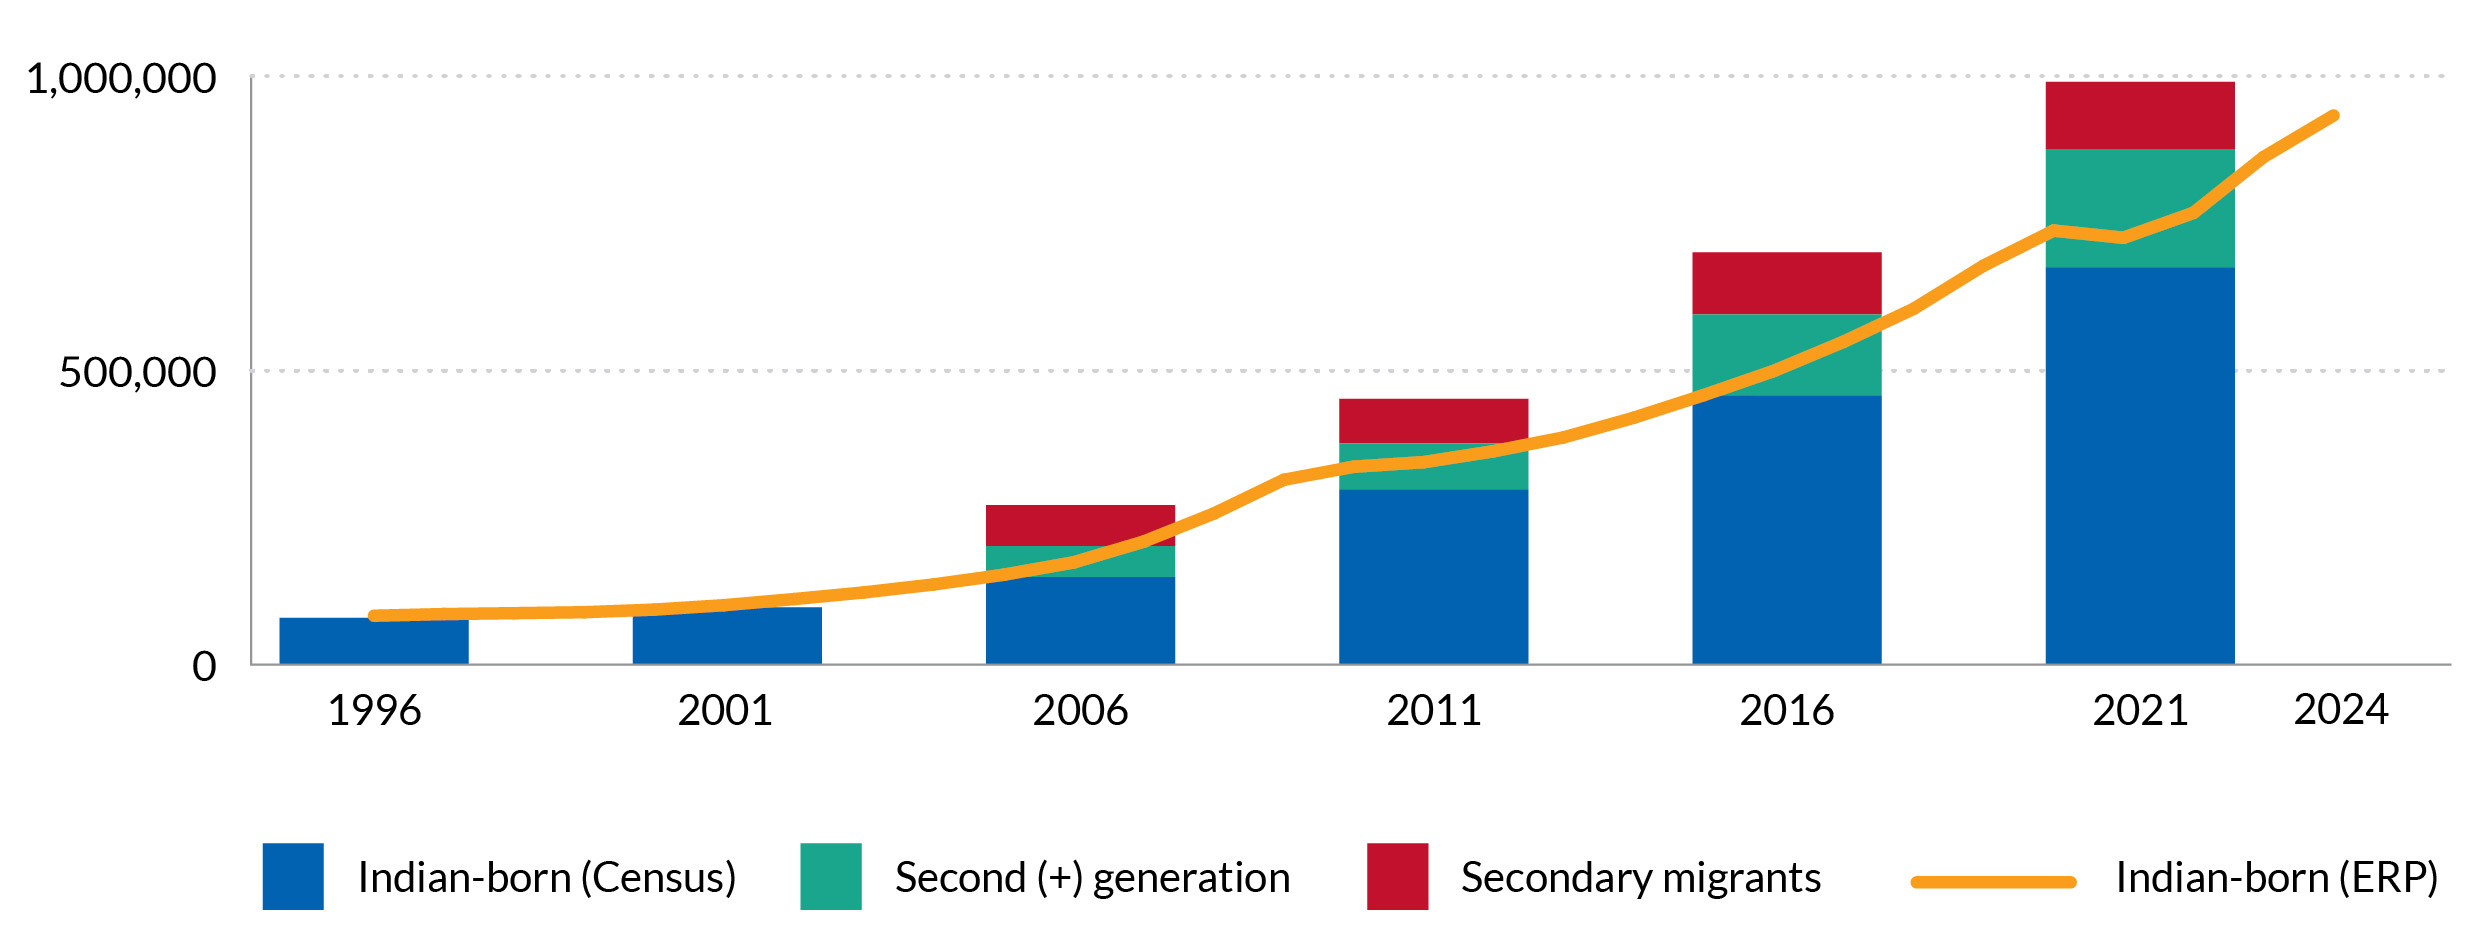 1,000,000
500,000
0
1996 2001 2006 2011 2016 2021 2024
Indian-born (Census) Second (+) generation Secondary migrants Indian-born (ERP)